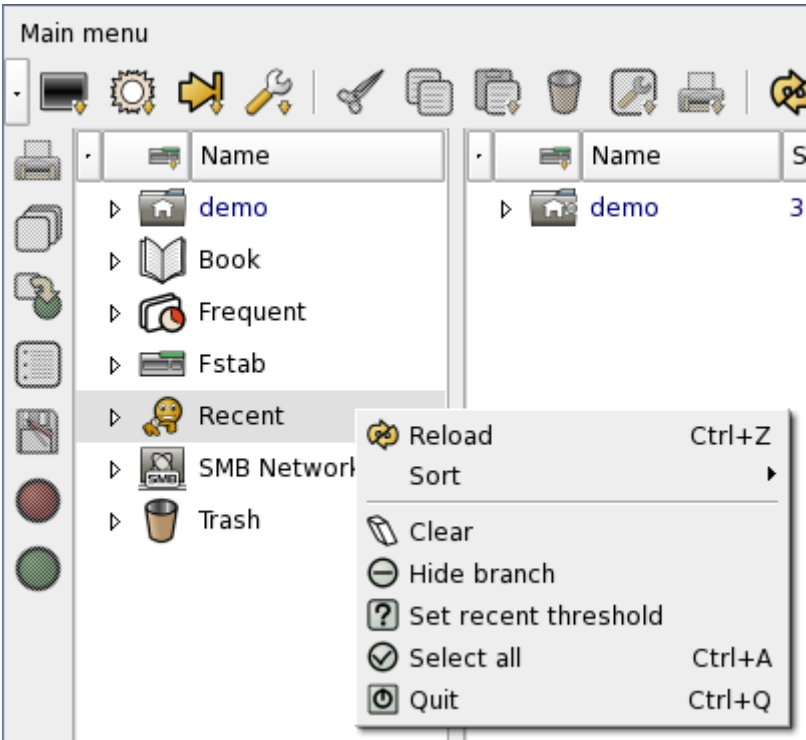 Main menu
Name
Name
S
demo
demo
3
Book
Frequent
Fstab
Recent
Reload Ctrl+Z
Sort
SMB Network
SMB
Trash
Clear
Hide branch
Set recent threshold
Select all Ctrl+A
Quit Ctrl+Q